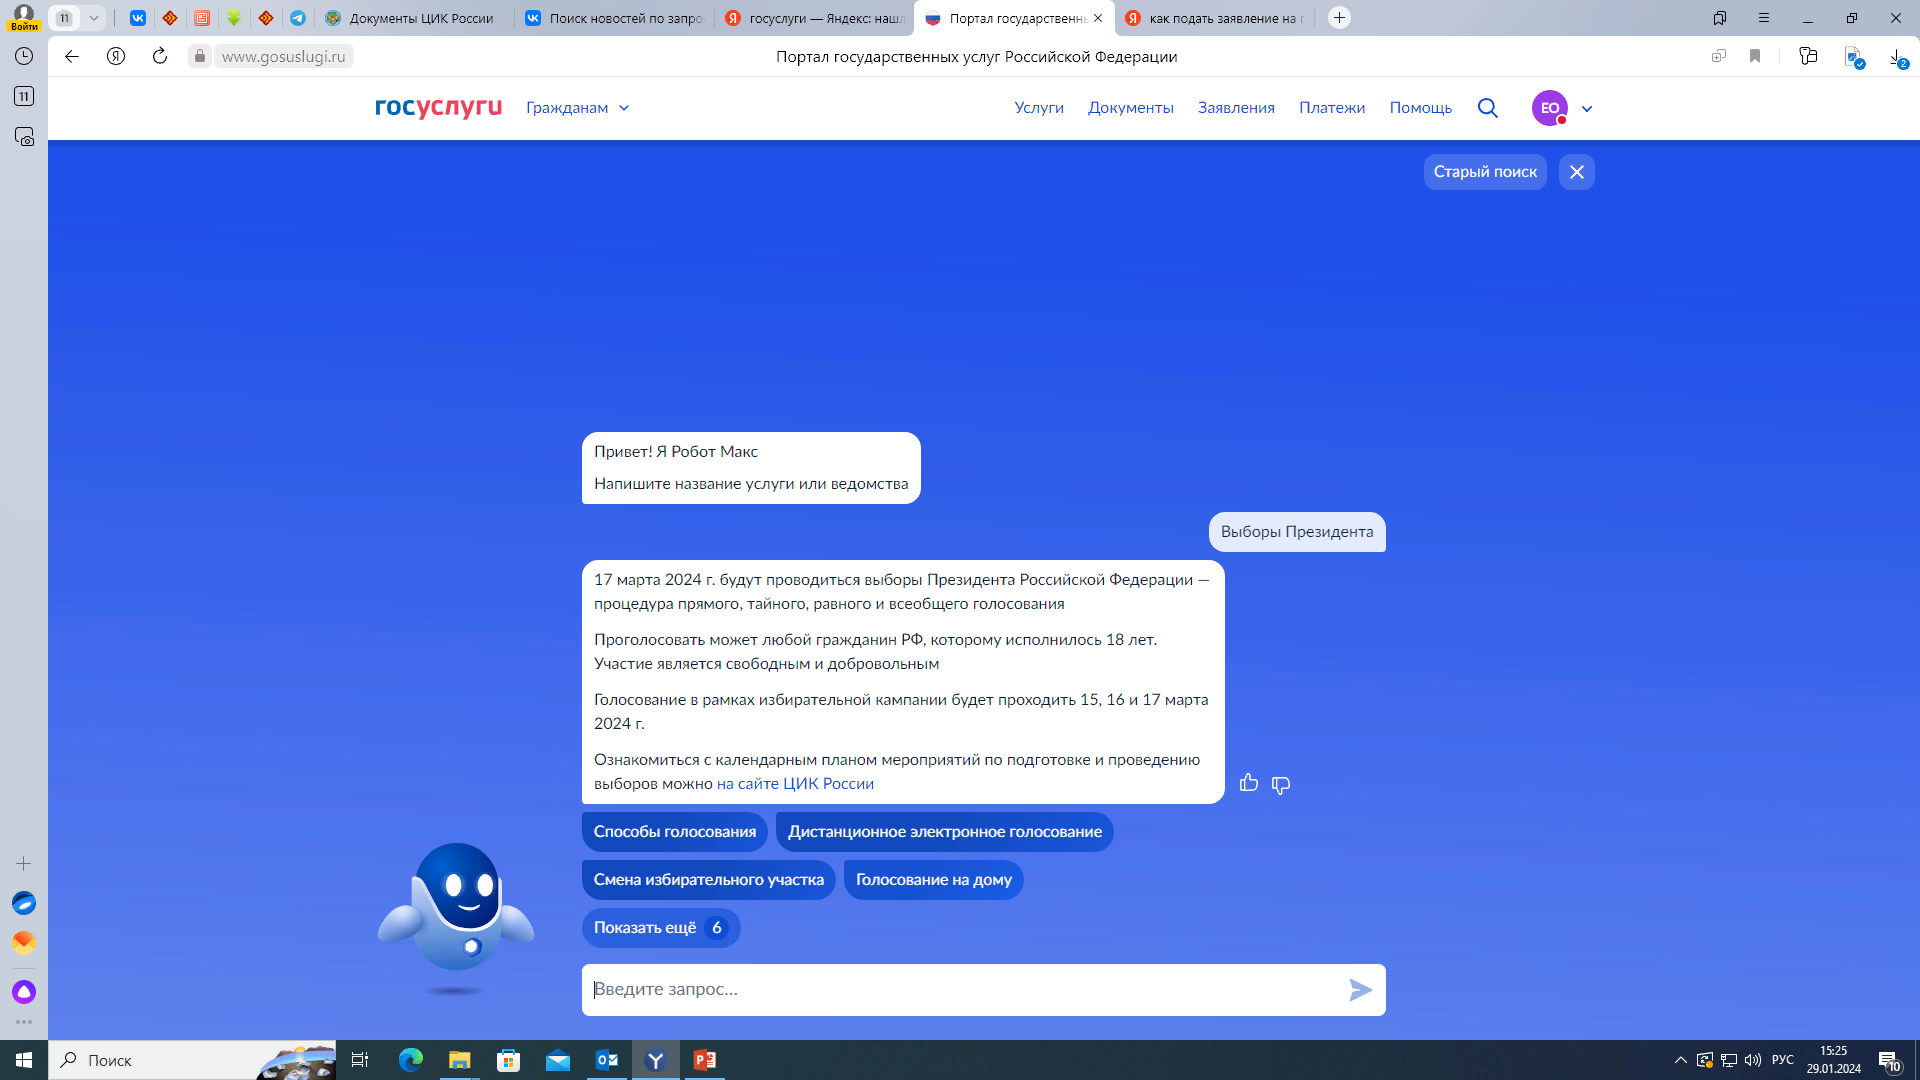 Войти
11
Документы ЦИК России
Поиск новостей по запро
госуслуги — Яндекс: нашл
Портал государственнь
как подать заявление на г
www.gosuslugi.ru
Портал государственных услуг Российской Федерации
2
11
госуслуги
Гражданам
Услуги
Документы
Заявления
Платежи
Помощь
ЕО
Старый поиск
Привет! Я Робот Макс
Напишите название услуги или ведомства
Выборы Президента
17 марта 2024 г. будут проводиться выборы Президента Российской Федерации —
процедура прямого, тайного, равного и всеобщего голосования
Проголосовать может любой гражданин РФ, которому исполнилось 18 лет.
Участие является свободным и добровольным
Голосование в рамках избирательной кампании будет проходить 15, 16 и 17 марта
2024 г.
Ознакомиться с календарным планом мероприятий по подготовке и проведению
выборов можно на сайте ЦИК России
Способы голосования
Дистанционное электронное голосование
Смена избирательного участка
Голосование на дому
Показать ещё 6
Введите запрос...
Поиск
РУС
15:25
29.01.2024
10